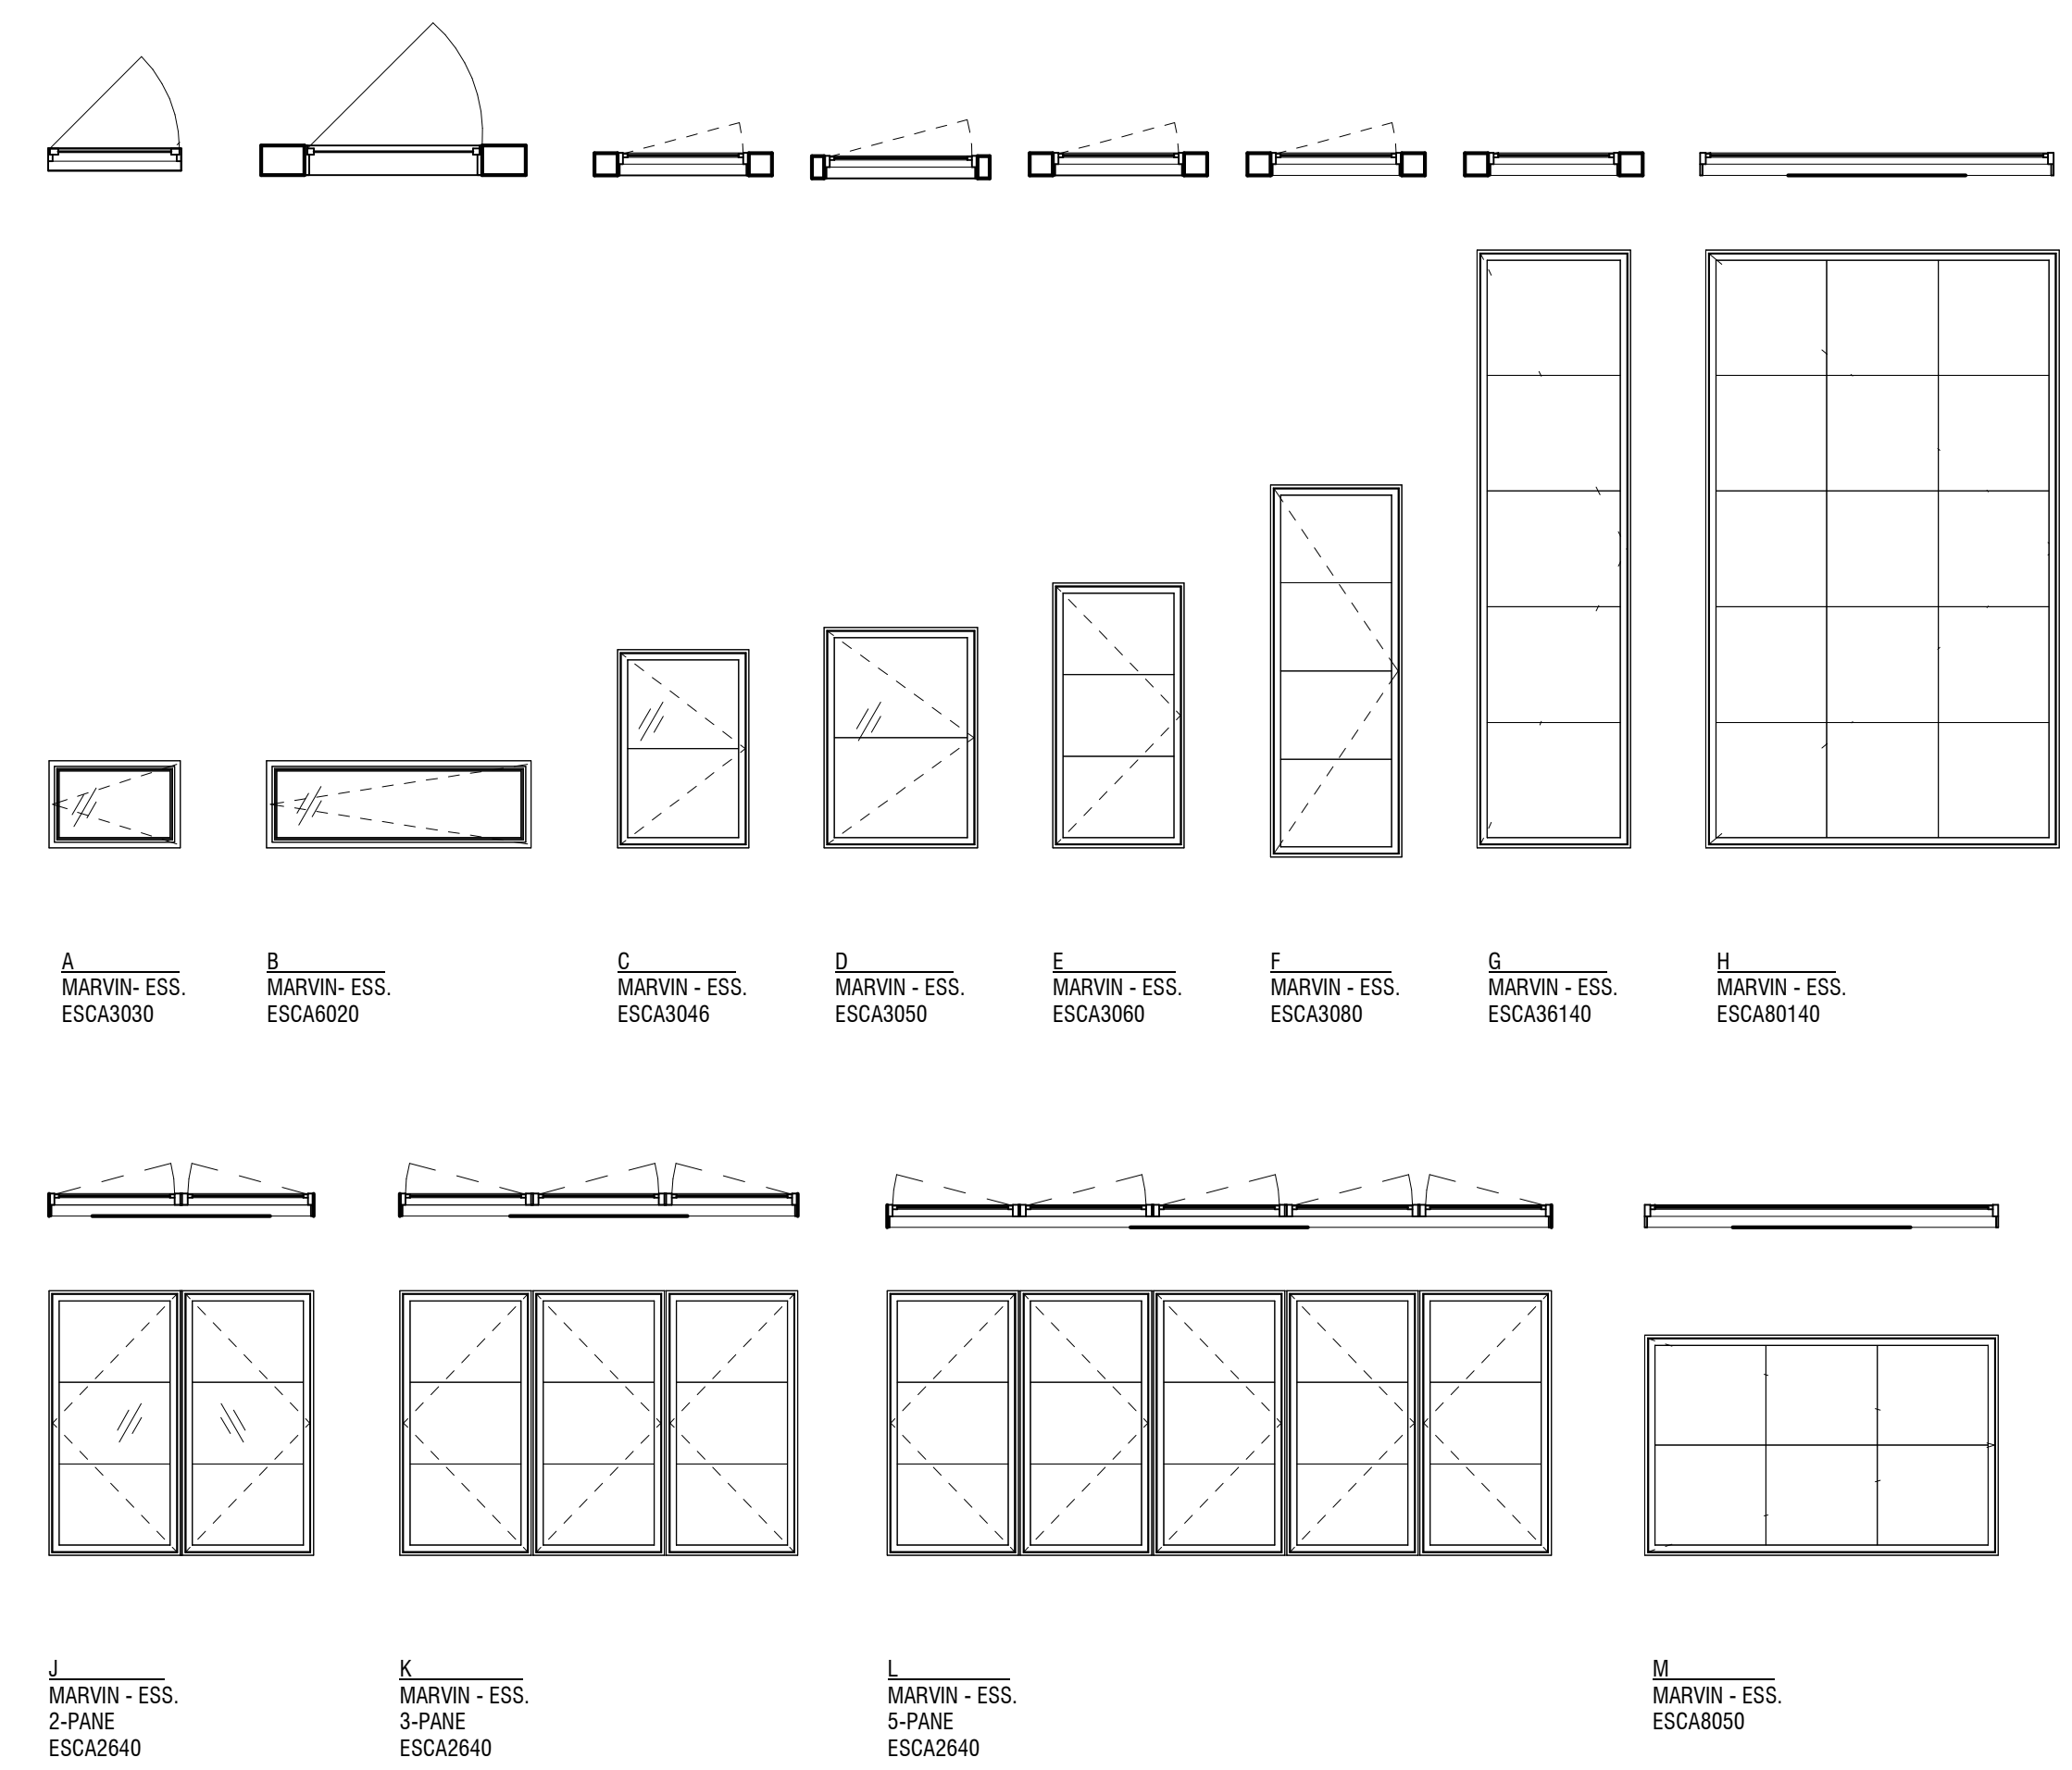 A
MARVIN- ESS.
ESCA3030
B
MARVIN- ESS.
ESCA6020
C
MARVIN - ESS.
ESCA3046
D
MARVIN - ESS.
ESCA3050
E
MARVIN - ESS.
ESCA3060
F
MARVIN - ESS.
ESCA3080
G
MARVIN - ESS.
ESCA36140
H
MARVIN - ESS.
ESCA80140
J
MARVIN - ESS.
2-PANE
ESCA2640
K
MARVIN - ESS.
3-PANE
ESCA2640
L
MARVIN - ESS.
5-PANE
ESCA2640
M
MARVIN - ESS.
ESCA8050